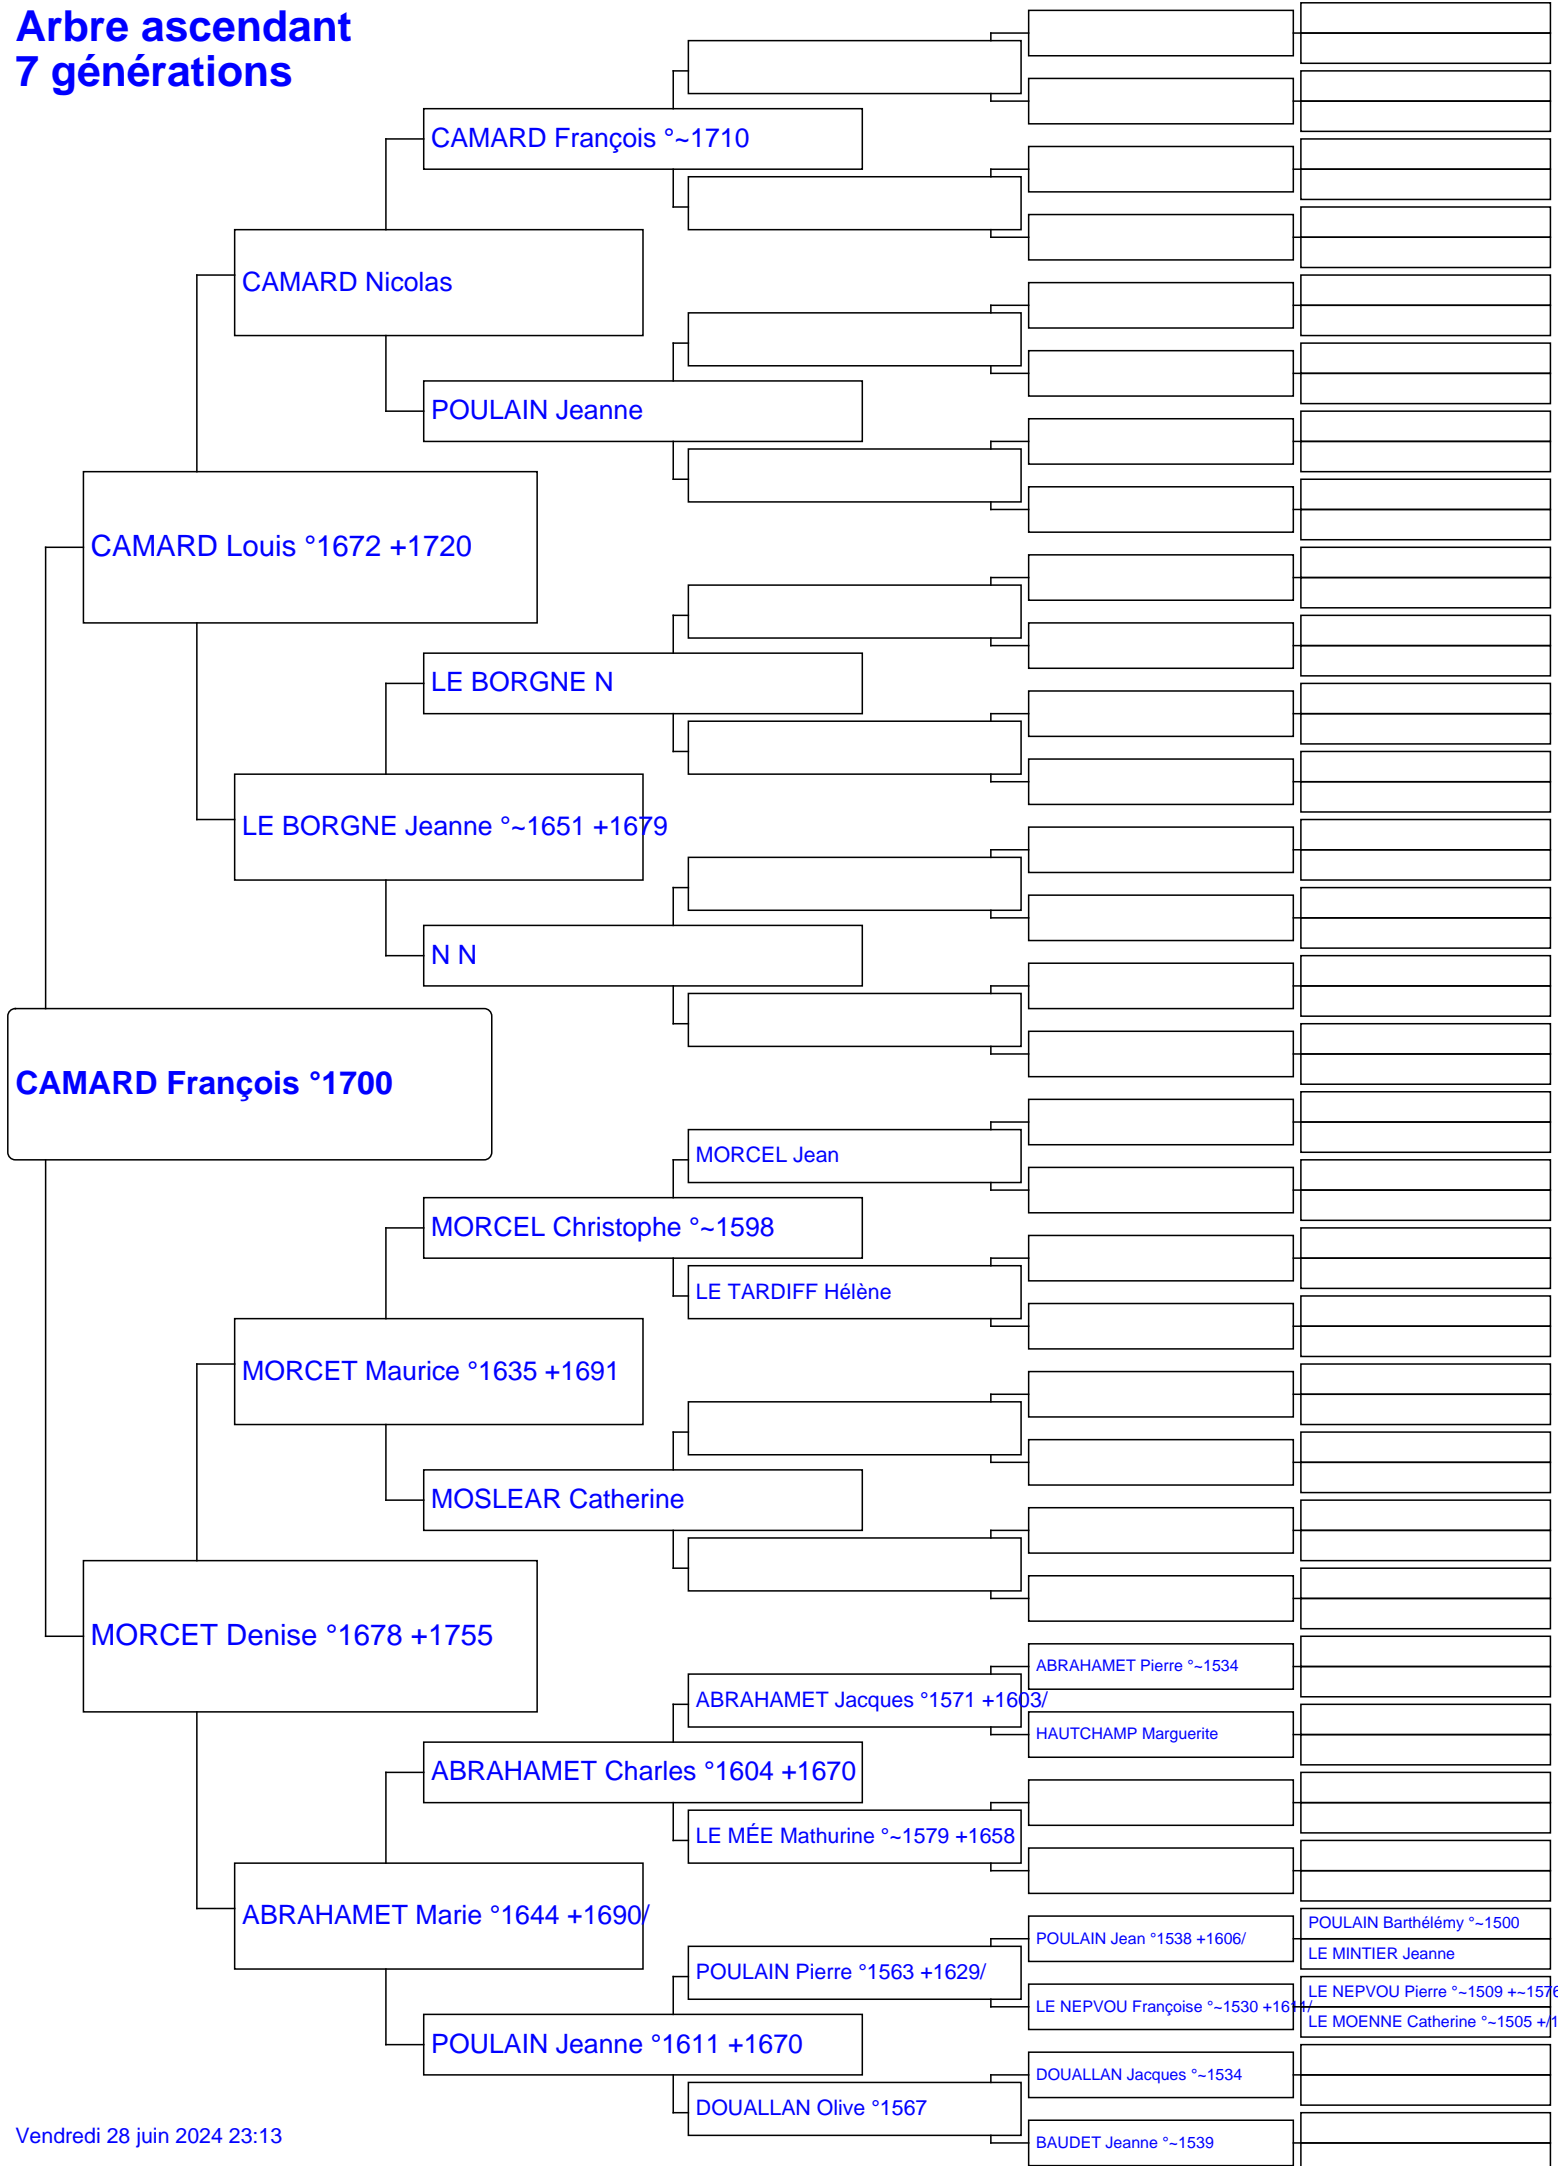 Arbre ascendant
7 générations
CAMARD François °~1710
CAMARD Nicolas
POULAIN Jeanne
CAMARD Louis °1672 +1720
LE BORGNE N
LE BORGNE Jeanne °~1651 +1679
N N
CAMARD François °1700
MORCEL Jean
MORCEL Christophe °~1598
LE TARDIFF Hélène
MORCET Maurice °1635 +1691
MOSLEAR Catherine
MORCET Denise °1678 +1755
ABRAHAMET Pierre °~1534
ABRAHAMET Jacques °1571 +1603/
HAUTCHAMP Marguerite
ABRAHAMET Charles °1604 +1670
LE MÉE Mathurine °~1579 +1658
ABRAHAMET Marie °1644 +1690/
POULAIN Barthélémy °~1500
POULAIN Jean °1538 +1606/
LE MINTIER Jeanne
POULAIN Pierre °1563 +1629/
LE NEPVOU Pierre °~1509 +~1576
LE NEPVOU Françoise °~1530 +1611/
LE MOENNE Catherine °~1505 +/1
POULAIN Jeanne °1611 +1670
DOUALLAN Jacques °~1534
DOUALLAN Olive °1567
BAUDET Jeanne °~1539
Vendredi 28 juin 2024 23:13